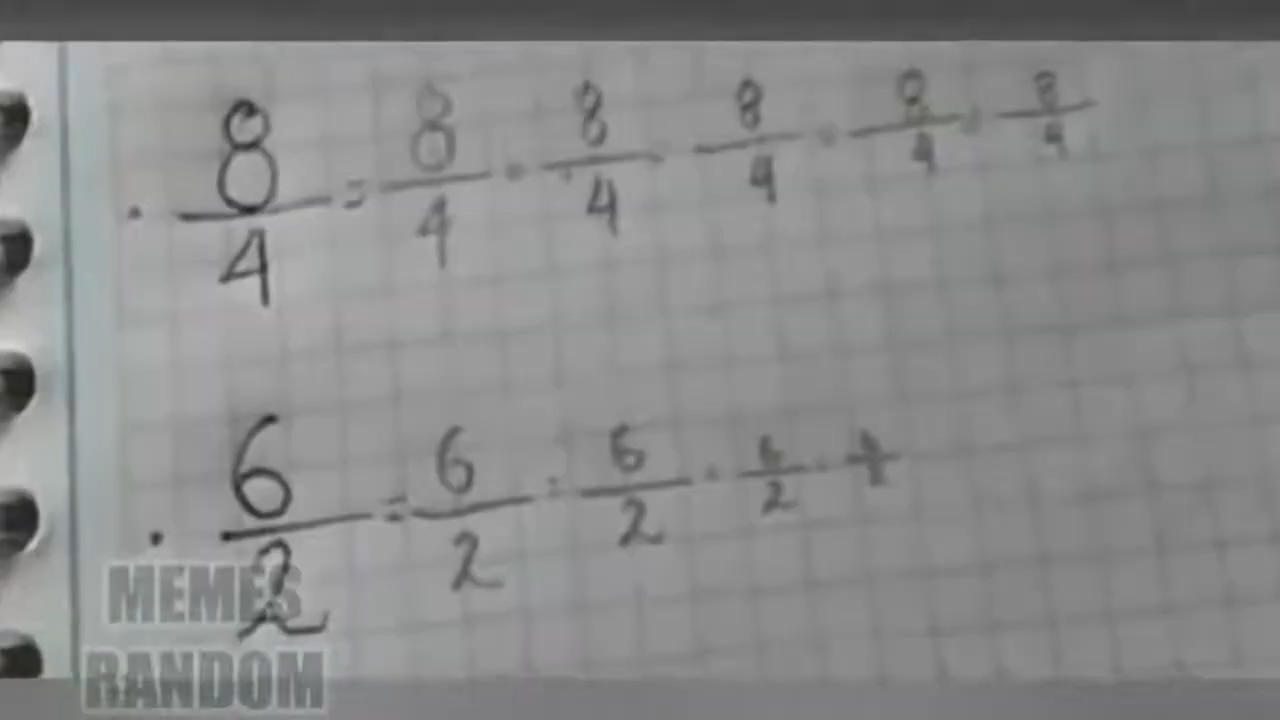 · 8/4 = 8/4 = 8/4 = 8/4 = 8/4 = 8/4
· 6/2 = 6/2 = 6/2 = 6/2
MEMES
RANDOM